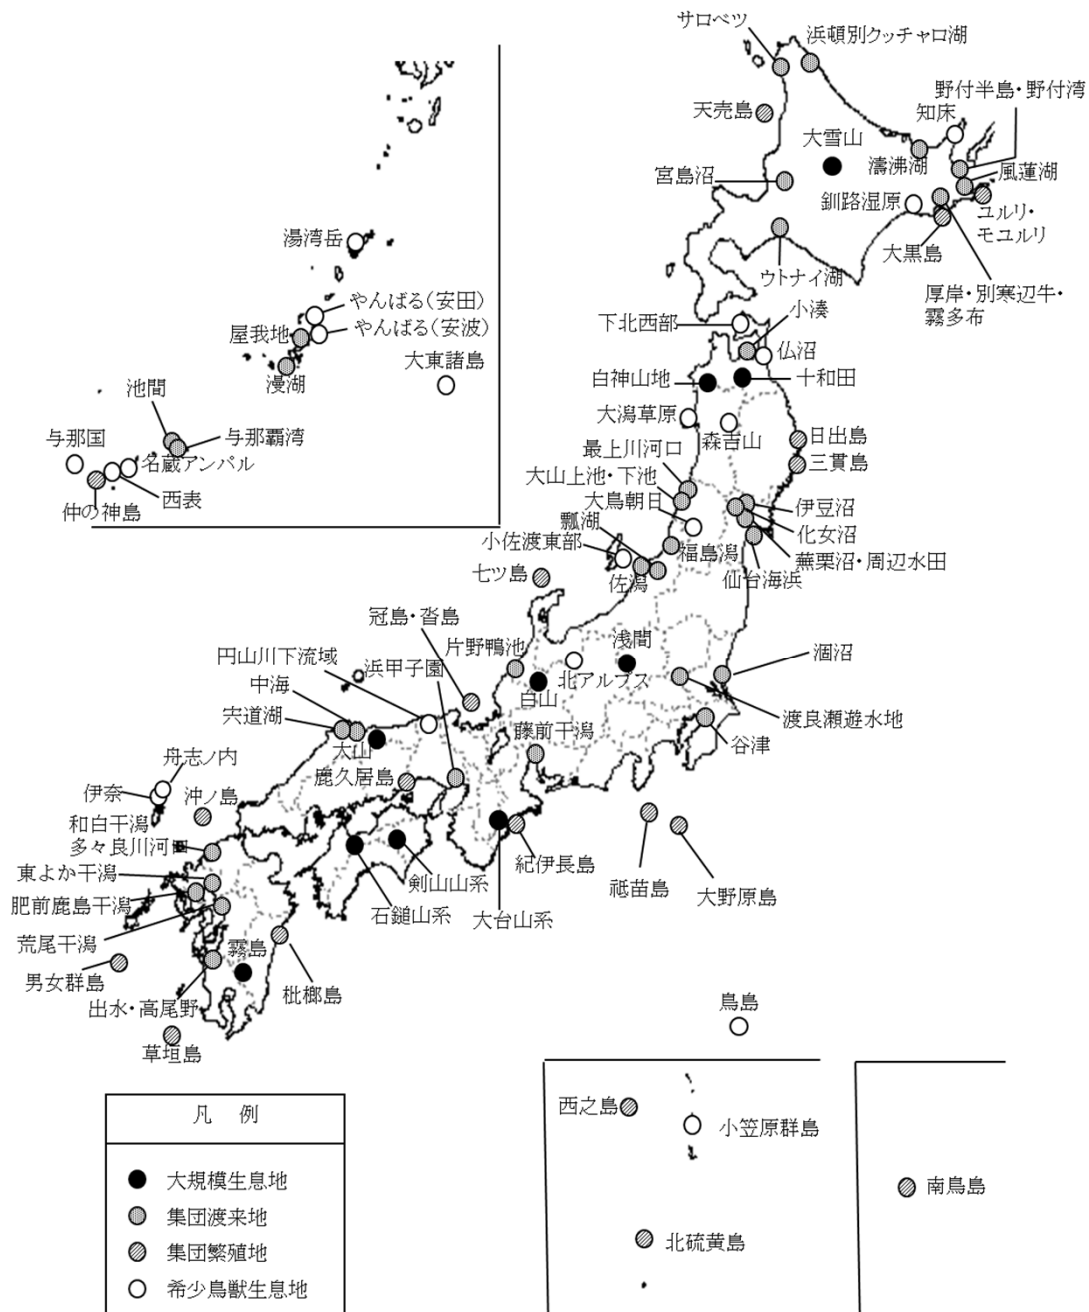 サロベツ
浜頓別クッチャロ湖
野付半島・野付湾
天売島
知床
大雪山
濤沸湖
宮島沼
風蓮湖
釧路湿原
ユルリ・
モユルリ
大黒島
ウトナイ湖
厚岸・別寒辺牛・
霧多布
湯湾岳
やんばる（安田）
やんばる（安波）
屋我地
大東諸島
漫湖
池間
与那国
与那覇湾
名蔵アンパル
西表
仲の神島
下北西部
小湊
仏沼
白神山地
十和田
大潟草原
森吉山
日出島
三貫島
最上川河口
大山上池・下池
大鳥朝日
伊豆沼
化女沼
蕪栗沼・周辺水田
仙台海浜
瓢湖
福島潟
小佐渡東部
佐潟
七ツ島
冠島・沓島
片野鴨池
浅間
涸沼
円山川下流域
浜甲子園
北アルプス
白山
中海
宍道湖
渡良瀬遊水地
谷津
大山
藤前干潟
舟志ノ内
鹿久居島
伊奈
沖ノ島
和白干潟
多々良川河口
東よか干潟
剣山山系
紀伊長島
祗苗島
大野原島
肥前鹿島干潟
石鎚山系
大台山系
荒尾干潟
霧島
男女群島
枇榔島
出水・高尾野
草垣島
鳥島
西之島
小笠原群島
南鳥島
北硫黄島
凡 例
大規模生息地
集団渡来地
集団繁殖地
希少鳥獣生息地